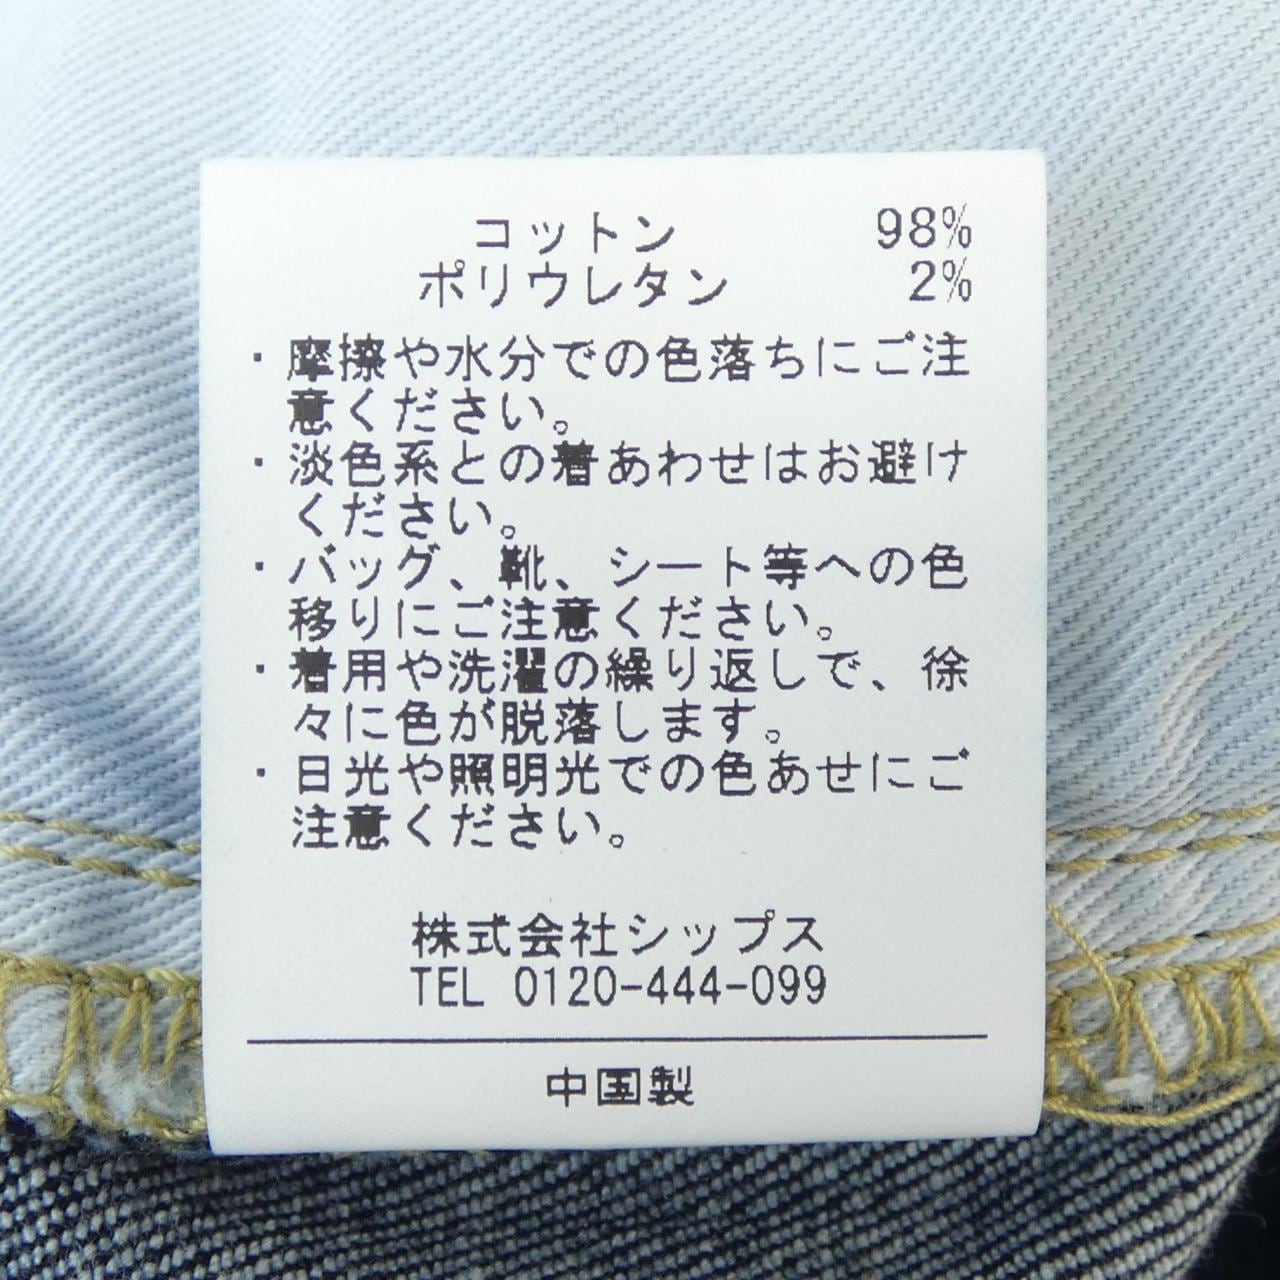 コットン 98%
ポリウレタン 2%
・摩擦や水分での色落ちにご注
意ください。
・淡色系との着あわせはお避け
ください。
・バッグ、靴、シート等への色
移りにご注意ください。
・着用や洗濯の繰り返しで、徐
々に色が脱落します。
・日光や照明光での色あせにご
注意ください。
株式会社シップス
TEL 0120-444-099
中国製